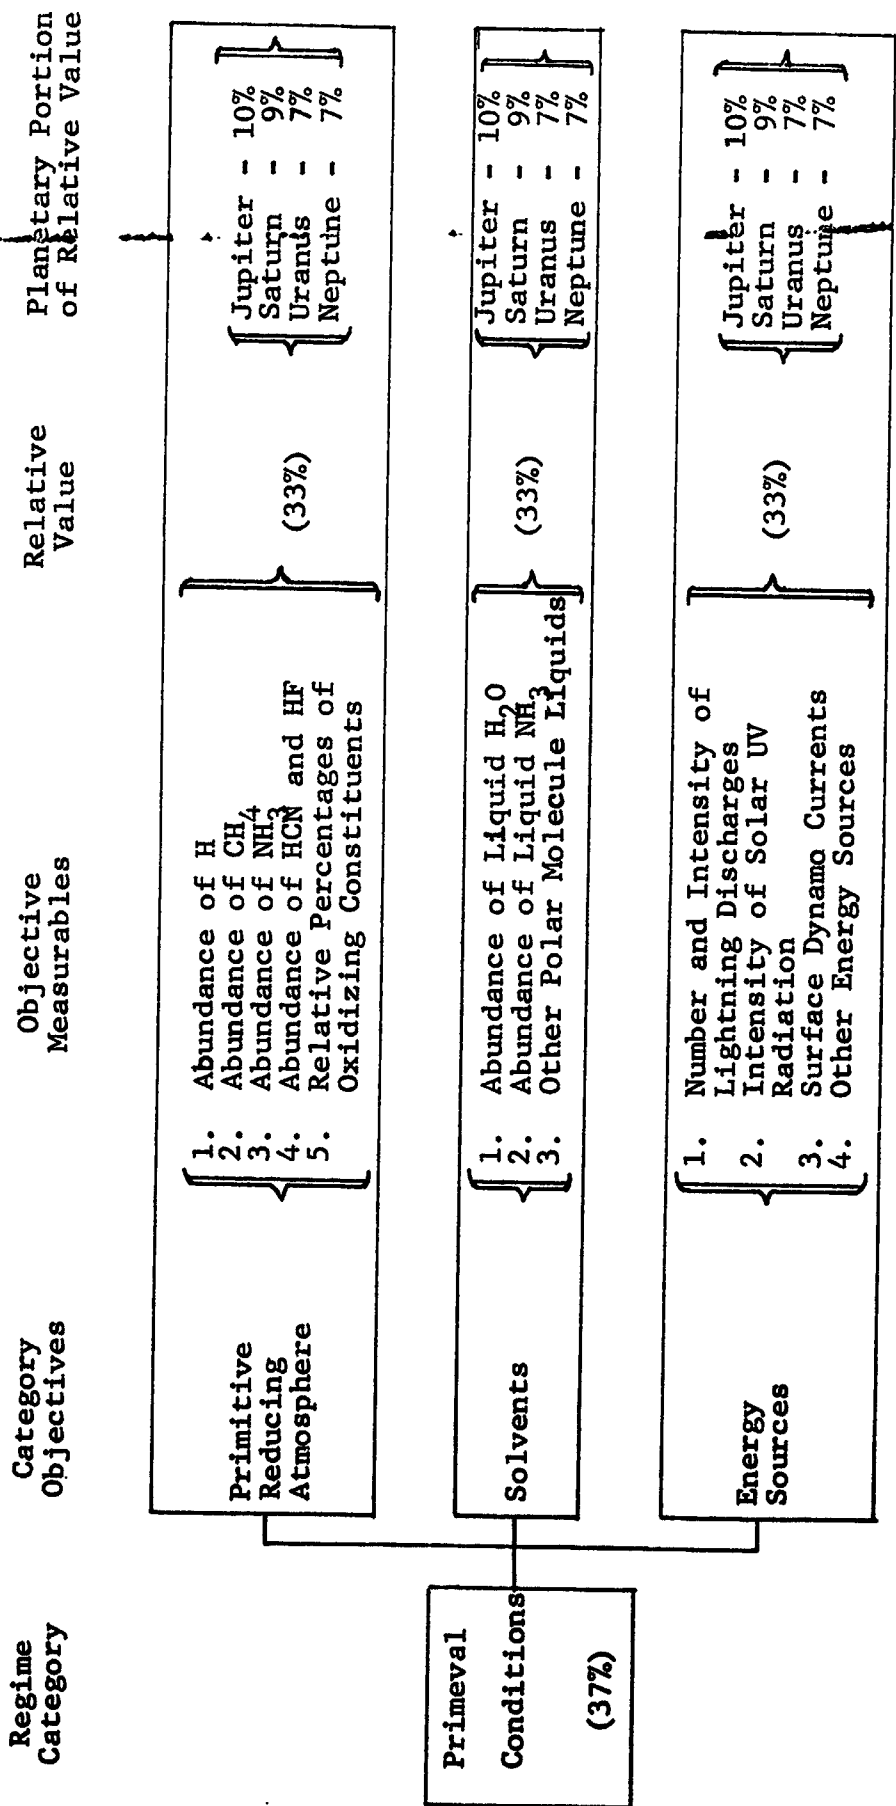 Regime
Category
Category
Objectives
Objective
Measurables
Relative
Value
Planetary Portion
of Relative Value
Primeval
Conditions
(37%)
Primitive
Reducing
Atmosphere
1. Abundance of H
2. Abundance of CH4
3. Abundance of NH3
4. Abundance of HCN and HF
5. Relative Percentages of
Oxidizing Constituents
(33%)
Jupiter - 10%
Saturn - 9%
Uranus - 7%
Neptune - 7%
Solvents
1. Abundance of Liquid H2O
2. Abundance of Liquid NH3
3. Other Polar Molecule Liquids
(33%)
Jupiter - 10%
Saturn - 9%
Uranus - 7%
Neptune - 7%
Energy
Sources
1. Number and Intensity of
Lightning Discharges
2. Intensity of Solar UV
Radiation
3. Surface Dynamo Currents
4. Other Energy Sources
(33%)
Jupiter - 10%
Saturn - 9%
Uranus - 7%
Neptune - 7%